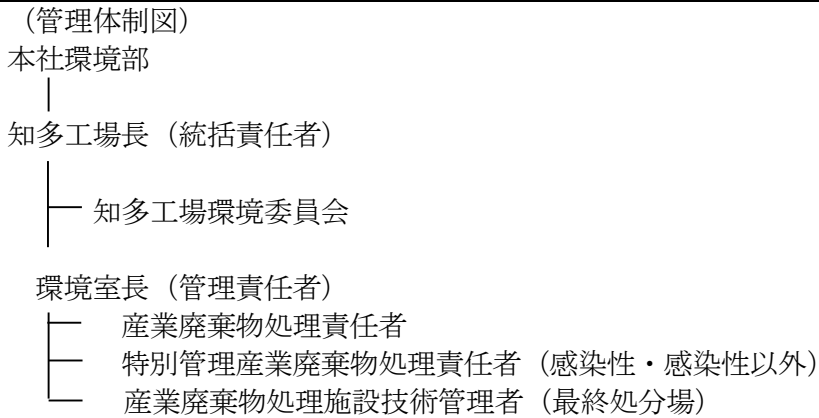 （管理体制図）
本社環境部
知多工場長（統括責任者）
知多工場環境委員会
環境室長（管理責任者）
産業廃棄物処理責任者
特別管理産業廃棄物処理責任者（感染性・感染性以外）
産業廃棄物処理施設技術管理者（最終処分場）